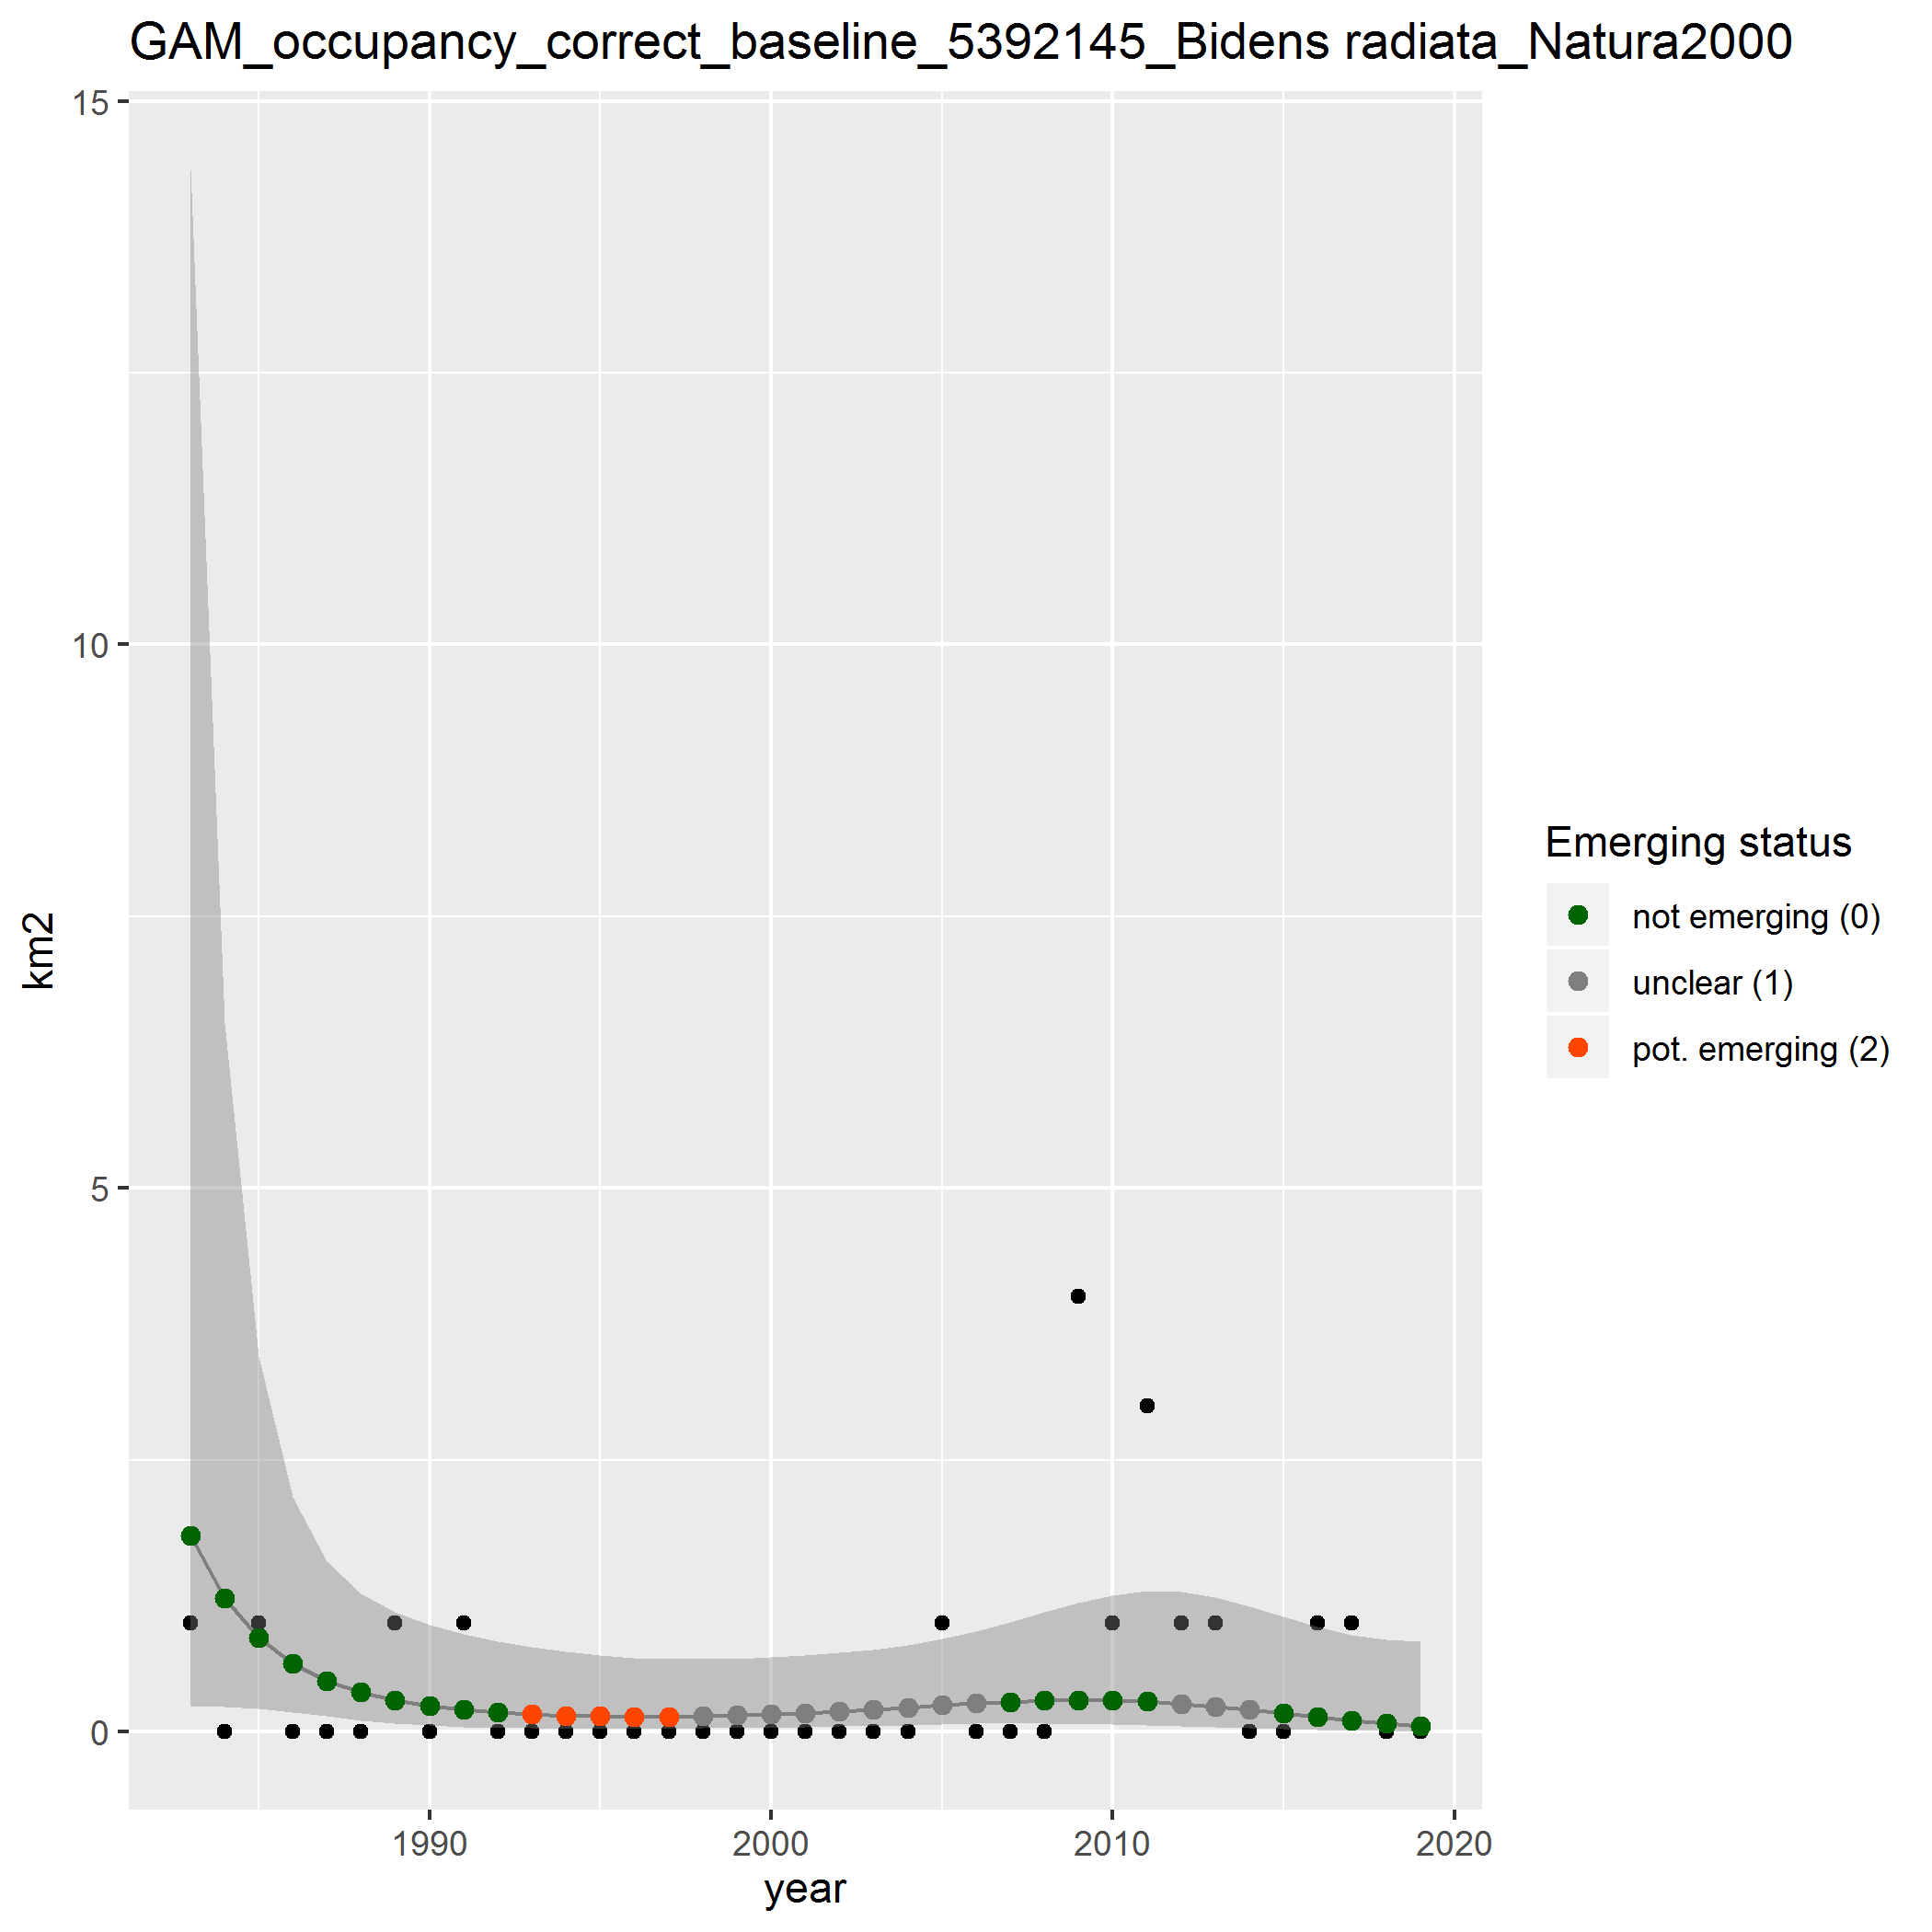 GAM_occupancy_correct_baseline_5392145_Bidens radiata_Natura2000
15
10
5
0
km2
1990
2000
2010
2020
year
Emerging status
not emerging (0)
unclear (1)
pot. emerging (2)